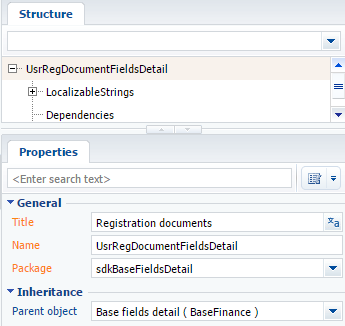 Structure
UsrRegDocumentFieldsDetail
LocalizableStrings
Dependencies
Properties
<Enter search text>
General
Title Registration documents
Name UsrRegDocumentFieldsDetail
Package sdkBaseFieldsDetail
Inheritance
Parent object Base fields detail ( BaseFinance )